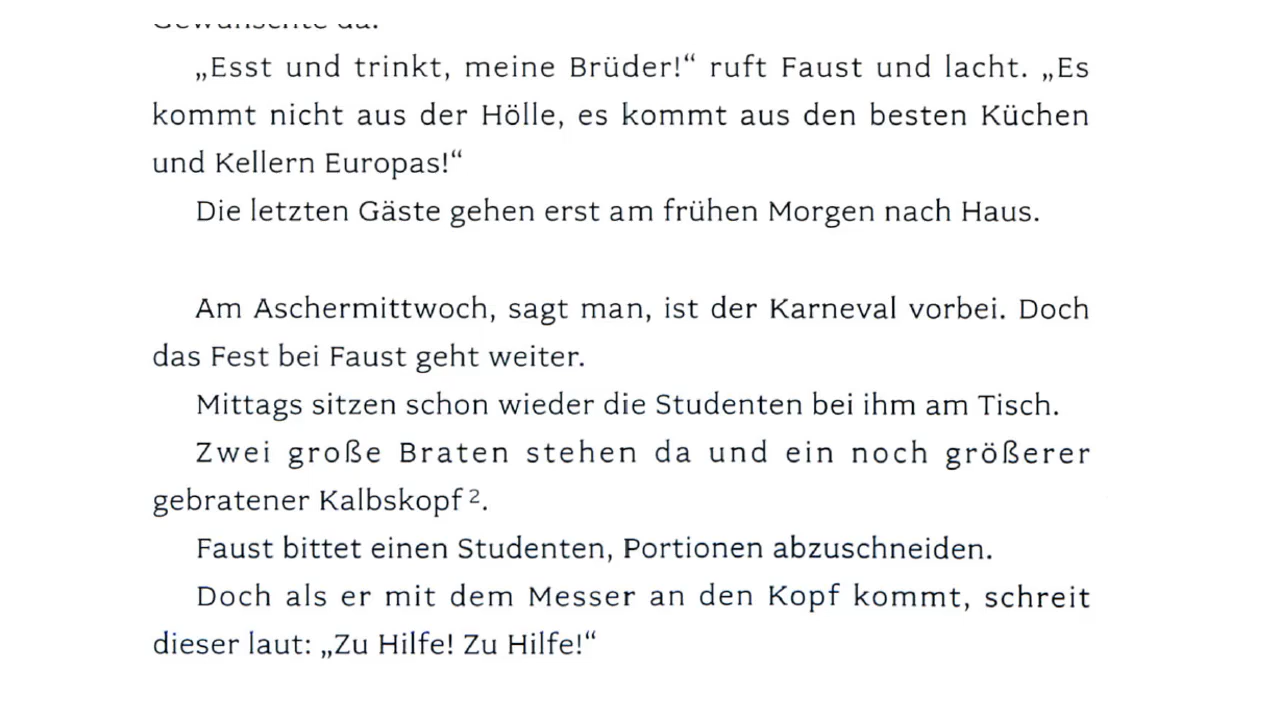 „Esst und trinkt, meine Brüder!“ ruft Faust und lacht. „Es
kommt nicht aus der Hölle, es kommt aus den besten Küchen
und Kellern Europas!“
Die letzten Gäste gehen erst am frühen Morgen nach Haus.
Am Aschermittwoch, sagt man, ist der Karneval vorbei. Doch
das Fest bei Faust geht weiter.
Mittags sitzen schon wieder die Studenten bei ihm am Tisch.
Zwei große Braten stehen da und ein noch größerer
gebratener Kalbskopf ².
Faust bittet einen Studenten, Portionen abzuschneiden.
Doch als er mit dem Messer an den Kopf kommt, schreit
dieser laut: „Zu Hilfe! Zu Hilfe!“